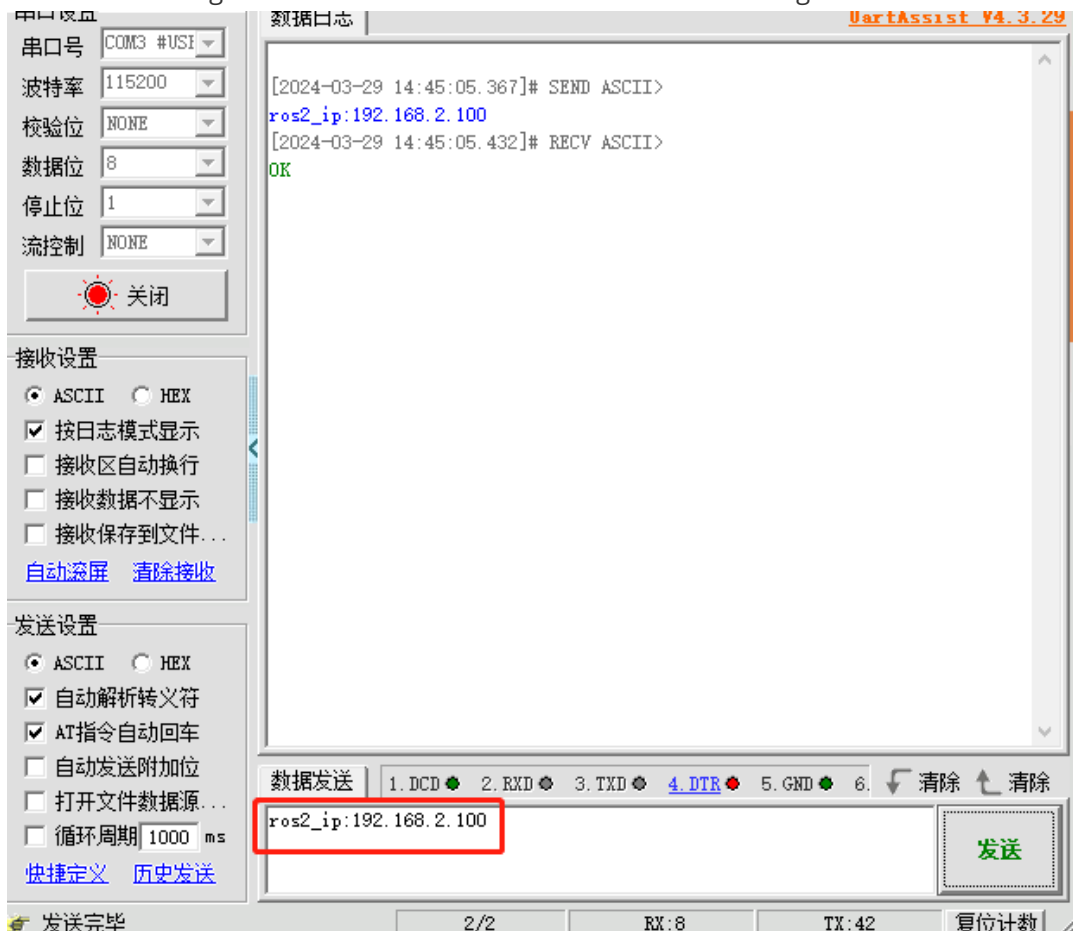 串口设置
串口号 COM3 #USI
波特率 115200
校验位 NONE
数据位 8
停止位 1
流控制 NONE
关闭
接收设置
ASCII HEX
按日志模式显示
接收区自动换行
接收数据不显示
接收保存到文件...
自动滚屏 清除接收
发送设置
ASCII HEX
自动解析转义符
AT指令自动回车
自动发送附加位
打开文件数据源...
循环周期 1000 ms
快捷定义 历史发送
数据日志 UartAssist V4.3.29
[2024-03-29 14:45:05.367]# SEND ASCII>
ros2_ip:192.168.2.100
[2024-03-29 14:45:05.432]# RECV ASCII>
OK
数据发送 1.DCD 2.RXD 3.TXD 4.DTR 5.GND 6. 清除 清除
ros2_ip:192.168.2.100
发送
发送完毕 2/2 RX:8 TX:42 复位计数